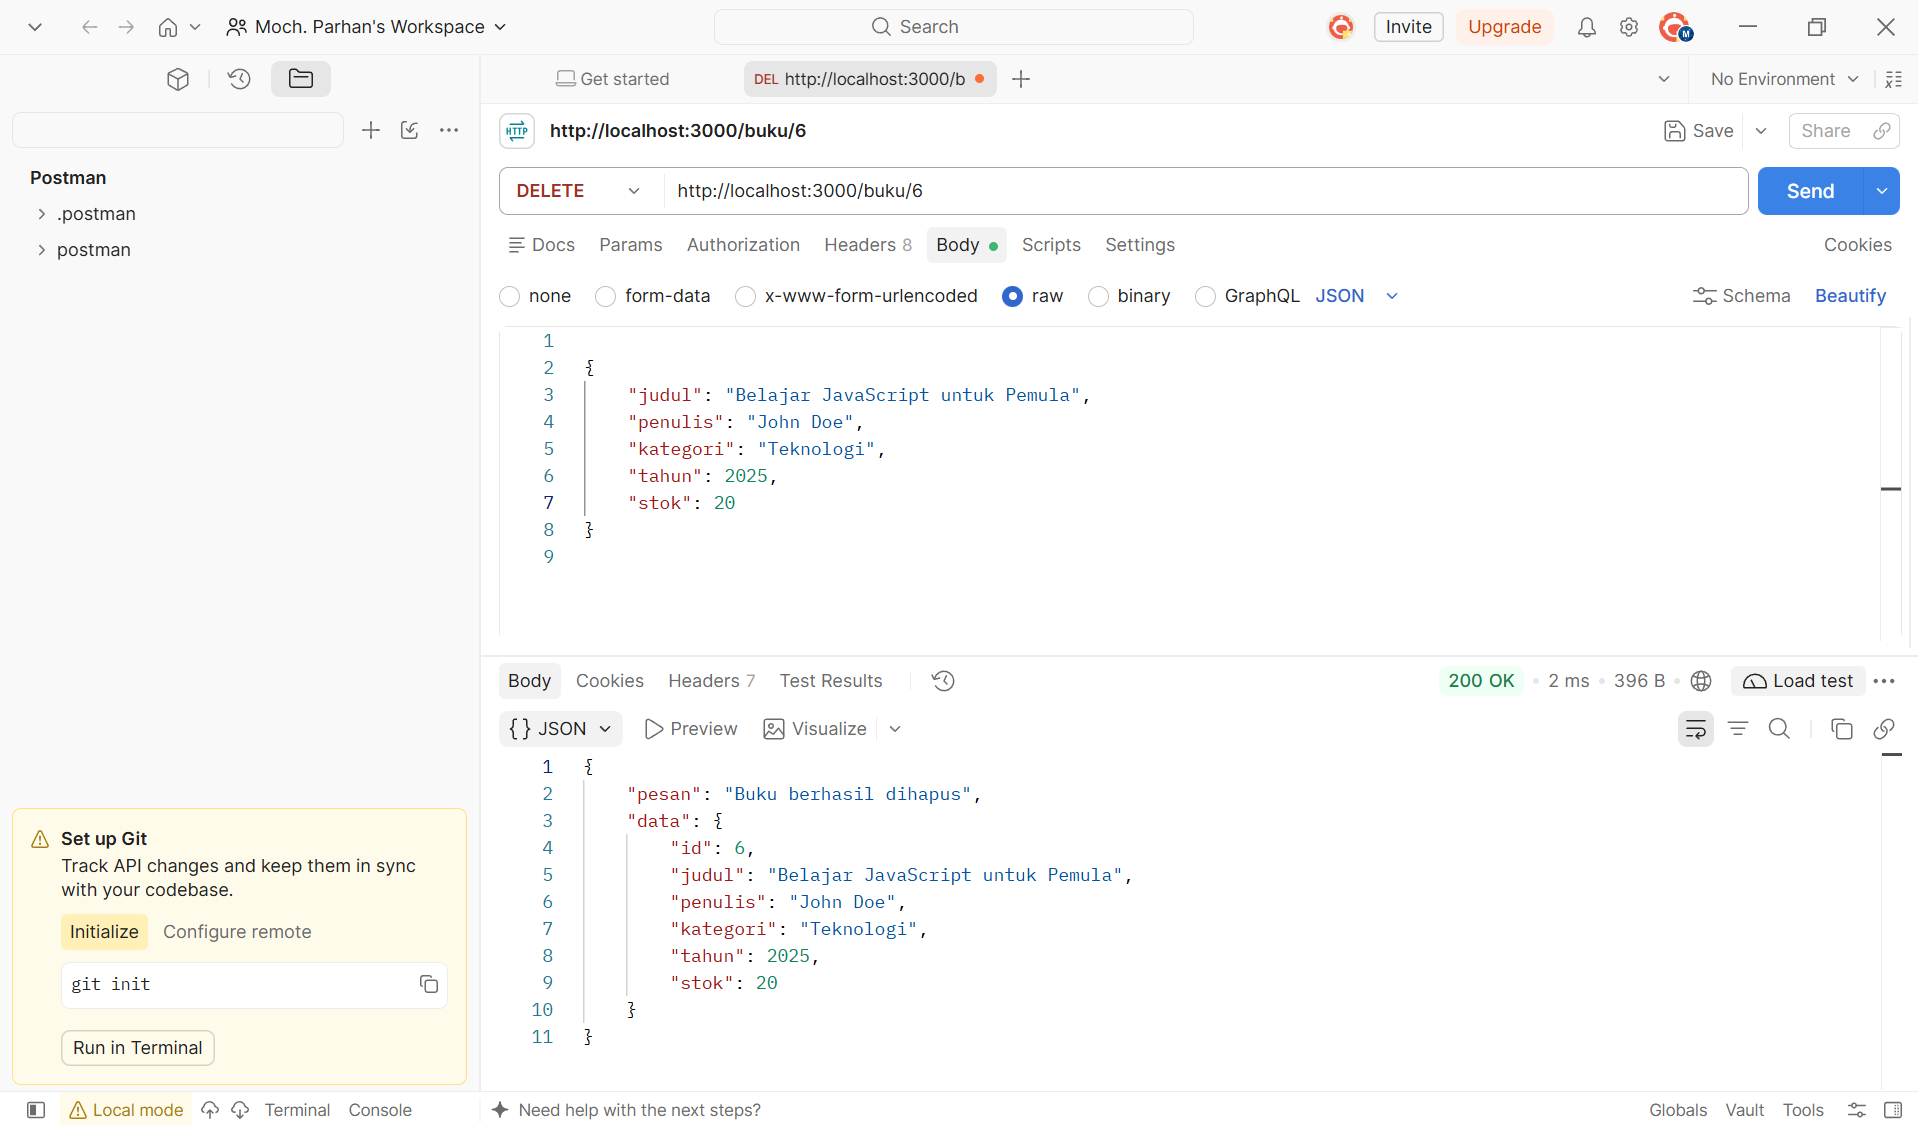 Moch. Parhan's Workspace
Search
Invite
Upgrade
M
Get started
DEL http://localhost:3000/b
No Environment
HTTP http://localhost:3000/buku/6
Save
Share
Postman
.postman
postman
DELETE http://localhost:3000/buku/6
Send
Docs Params Authorization Headers 8 Body Scripts Settings Cookies
none form-data x-www-form-urlencoded raw binary GraphQL JSON Schema Beautify
1
2 {
3 "judul": "Belajar JavaScript untuk Pemula",
4 "penulis": "John Doe",
5 "kategori": "Teknologi",
6 "tahun": 2025,
7 "stok": 20
8 }
9
Body Cookies Headers 7 Test Results 200 OK 2 ms 396 B Load test
{} JSON Preview Visualize
1 {
2 "pesan": "Buku berhasil dihapus",
3 "data": {
4 "id": 6,
5 "judul": "Belajar JavaScript untuk Pemula",
6 "penulis": "John Doe",
7 "kategori": "Teknologi",
8 "tahun": 2025,
9 "stok": 20
10 }
11 }
Set up Git
Track API changes and keep them in sync
with your codebase.
Initialize Configure remote
git init
Run in Terminal
Local mode Terminal Console Need help with the next steps? Globals Vault Tools